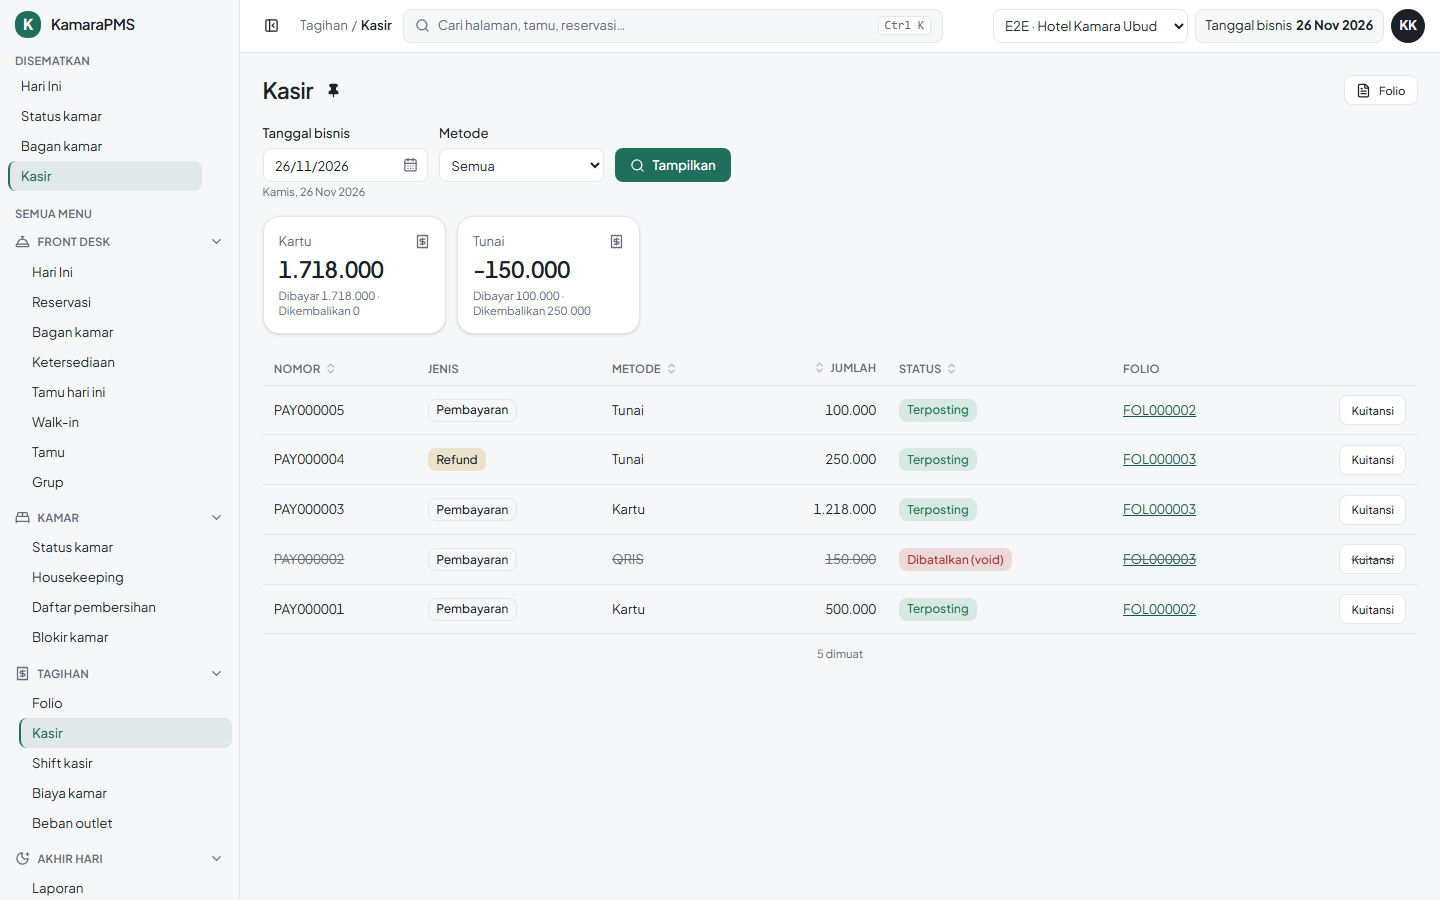 K KamaraPMS
DISEMATKAN
Hari Ini
Status kamar
Bagan kamar
Kasir
SEMUA MENU
FRONT DESK
Hari Ini
Reservasi
Bagan kamar
Ketersediaan
Tamu hari ini
Walk-in
Tamu
Grup
KAMAR
Status kamar
Housekeeping
Daftar pembersihan
Blokir kamar
TAGIHAN
Folio
Kasir
Shift kasir
Biaya kamar
Beban outlet
AKHIR HARI
Laporan
Tagihan / Kasir
Cari halaman, tamu, reservasi...
Ctrl K
E2E · Hotel Kamara Ubud
Tanggal bisnis 26 Nov 2026
KK
Kasir
Folio
Tanggal bisnis
Metode
26/11/2026
Semua
Tampilkan
Kamis, 26 Nov 2026
Kartu
1.718.000
Dibayar 1.718.000 ·
Dikembalikan 0
Tunai
-150.000
Dibayar 100.000 ·
Dikembalikan 250.000
NOMOR JENIS METODE JUMLAH STATUS FOLIO
PAY000005 Pembayaran Tunai 100.000 Terposting FOL000002 Kuitansi
PAY000004 Refund Tunai 250.000 Terposting FOL000003 Kuitansi
PAY000003 Pembayaran Kartu 1.218.000 Terposting FOL000003 Kuitansi
PAY000002 Pembayaran QRIS 150.000 Dibatalkan (void) FOL000003 Kuitansi
PAY000001 Pembayaran Kartu 500.000 Terposting FOL000002 Kuitansi
5 dimuat